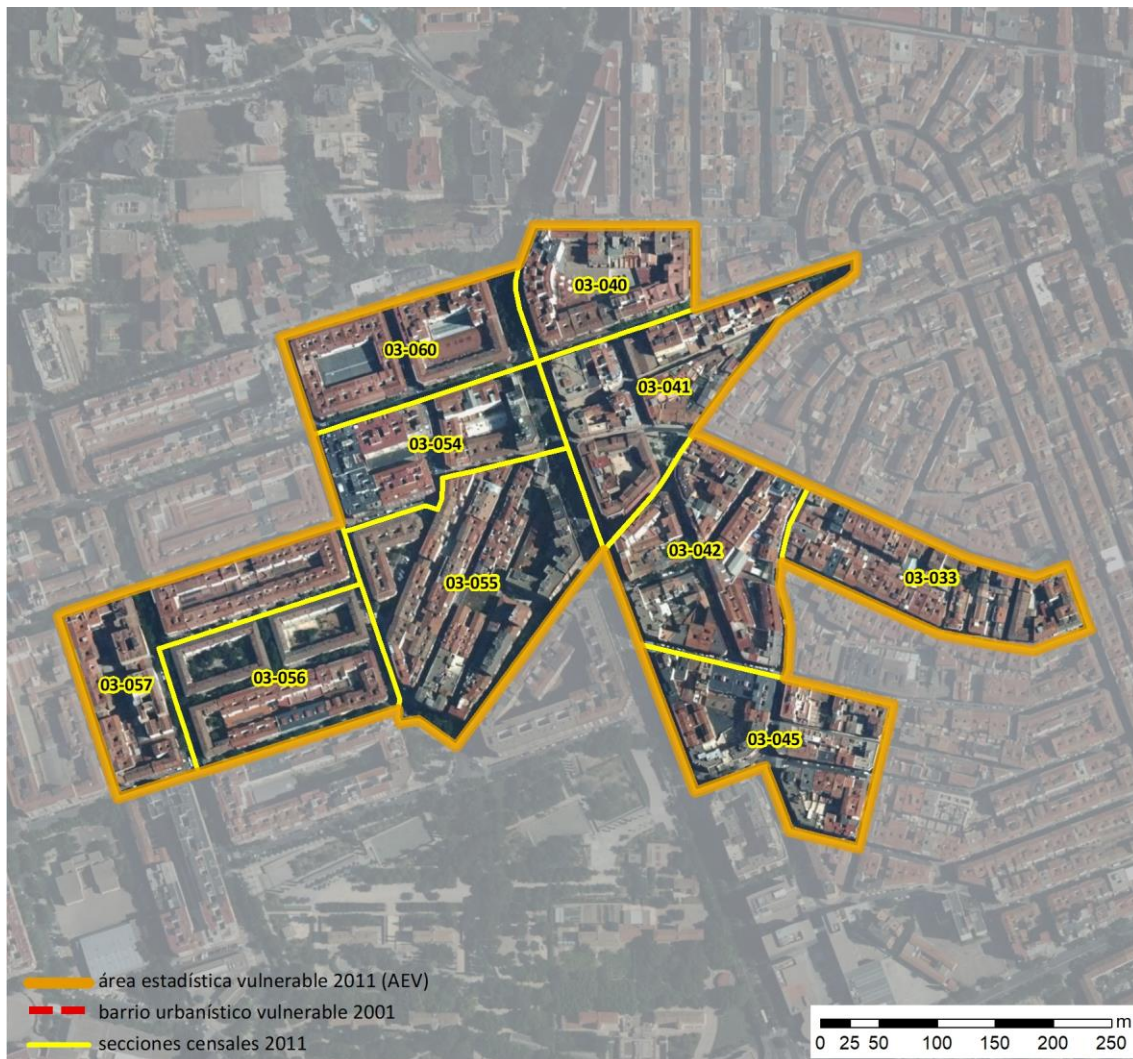 03-040
03-060
03-041
03-054
03-042
03-033
03-055
03-056
03-057
03-045
área estadística vulnerable 2011 (AEV)
barrio urbanístico vulnerable 2001
secciones censales 2011
m
0 25 50 100 150 200 250